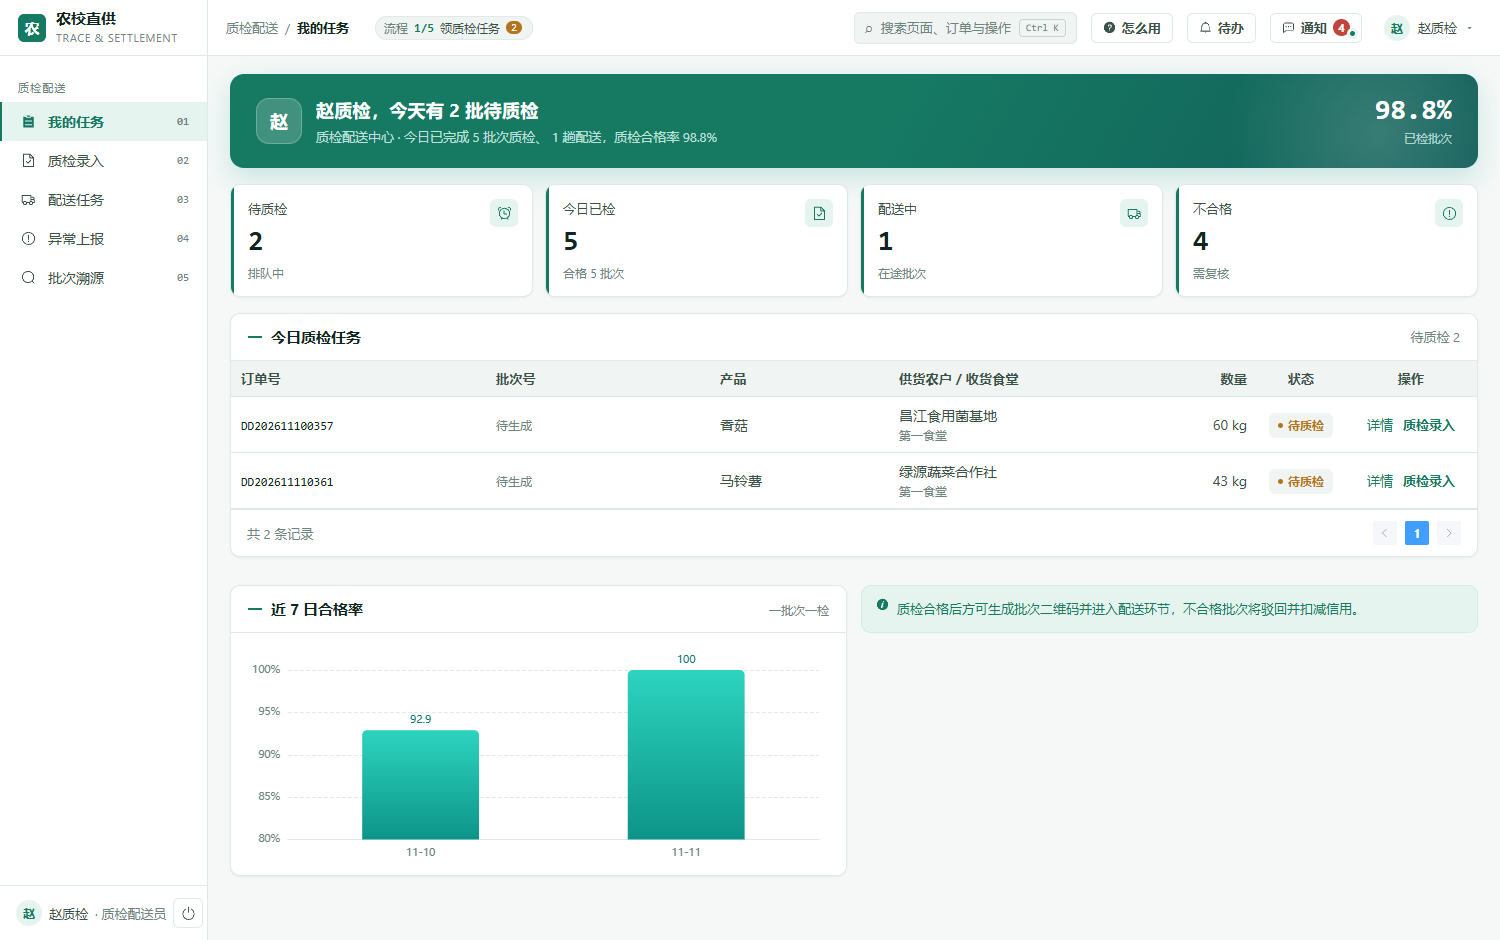 农
农校直供
TRACE & SETTLEMENT
质检配送 / 我的任务
流程 1/5 领质检任务 2
搜索页面、订单与操作 Ctrl K
怎么用
待办
通知 4
赵 赵质检
质检配送
我的任务 01
质检录入 02
配送任务 03
异常上报 04
批次溯源 05
赵
赵质检，今天有 2 批待质检
质检配送中心 · 今日已完成 5 批次质检、 1 趟配送，质检合格率 98.8%
98.8%
已检批次
待质检
2
排队中
今日已检
5
合格 5 批次
配送中
1
在途批次
不合格
4
需复核
今日质检任务
待质检 2
订单号 批次号 产品 供货农户 / 收货食堂 数量 状态 操作
DD202611100357 待生成 香菇 昌江食用菌基地 60 kg 待质检 详情 质检录入
第一食堂
DD202611110361 待生成 马铃薯 绿源蔬菜合作社 43 kg 待质检 详情 质检录入
第一食堂
共 2 条记录
1
近 7 日合格率
一批次一检
100%
95%
90%
85%
80%
92.9
100
11-10
11-11
质检合格后方可生成批次二维码并进入配送环节，不合格批次将驳回并扣减信用。
赵 赵质检 · 质检配送员